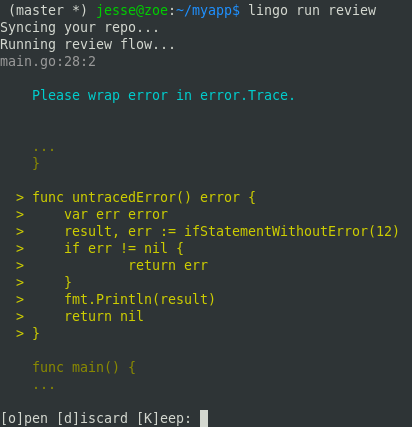 (master *) jesse@zoe:~/myapp$ lingo run review
Syncing your repo...
Running review flow...
main.go:28:2
Please wrap error in error.Trace.
...
}
> func untracedError() error {
>     var err error
>     result, err := ifStatementWithoutError(12)
>     if err != nil {
>             return err
>     }
>     fmt.Println(result)
>     return nil
> }
func main() {
...
[o]pen [d]iscard [K]eep: